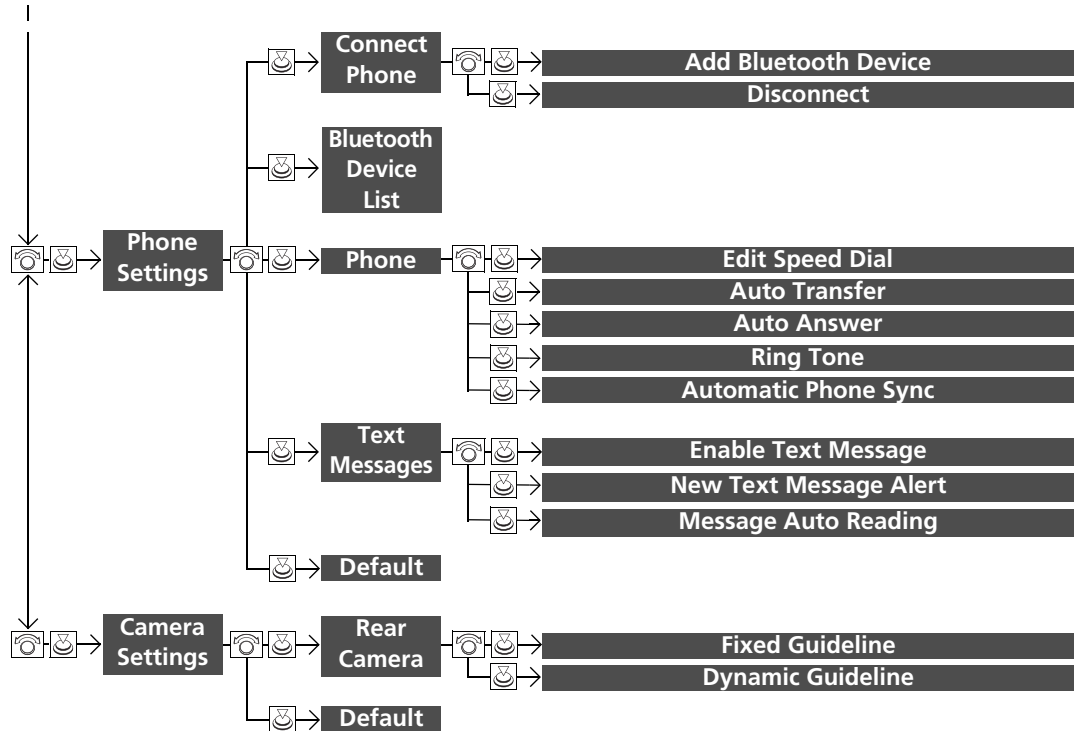 Connect
Phone
Add Bluetooth Device
Disconnect
Bluetooth
Device
List
Phone
Settings
Phone
Edit Speed Dial
Auto Transfer
Auto Answer
Ring Tone
Automatic Phone Sync
Text
Messages
Enable Text Message
New Text Message Alert
Message Auto Reading
Default
Camera
Settings
Rear
Camera
Fixed Guideline
Dynamic Guideline
Default